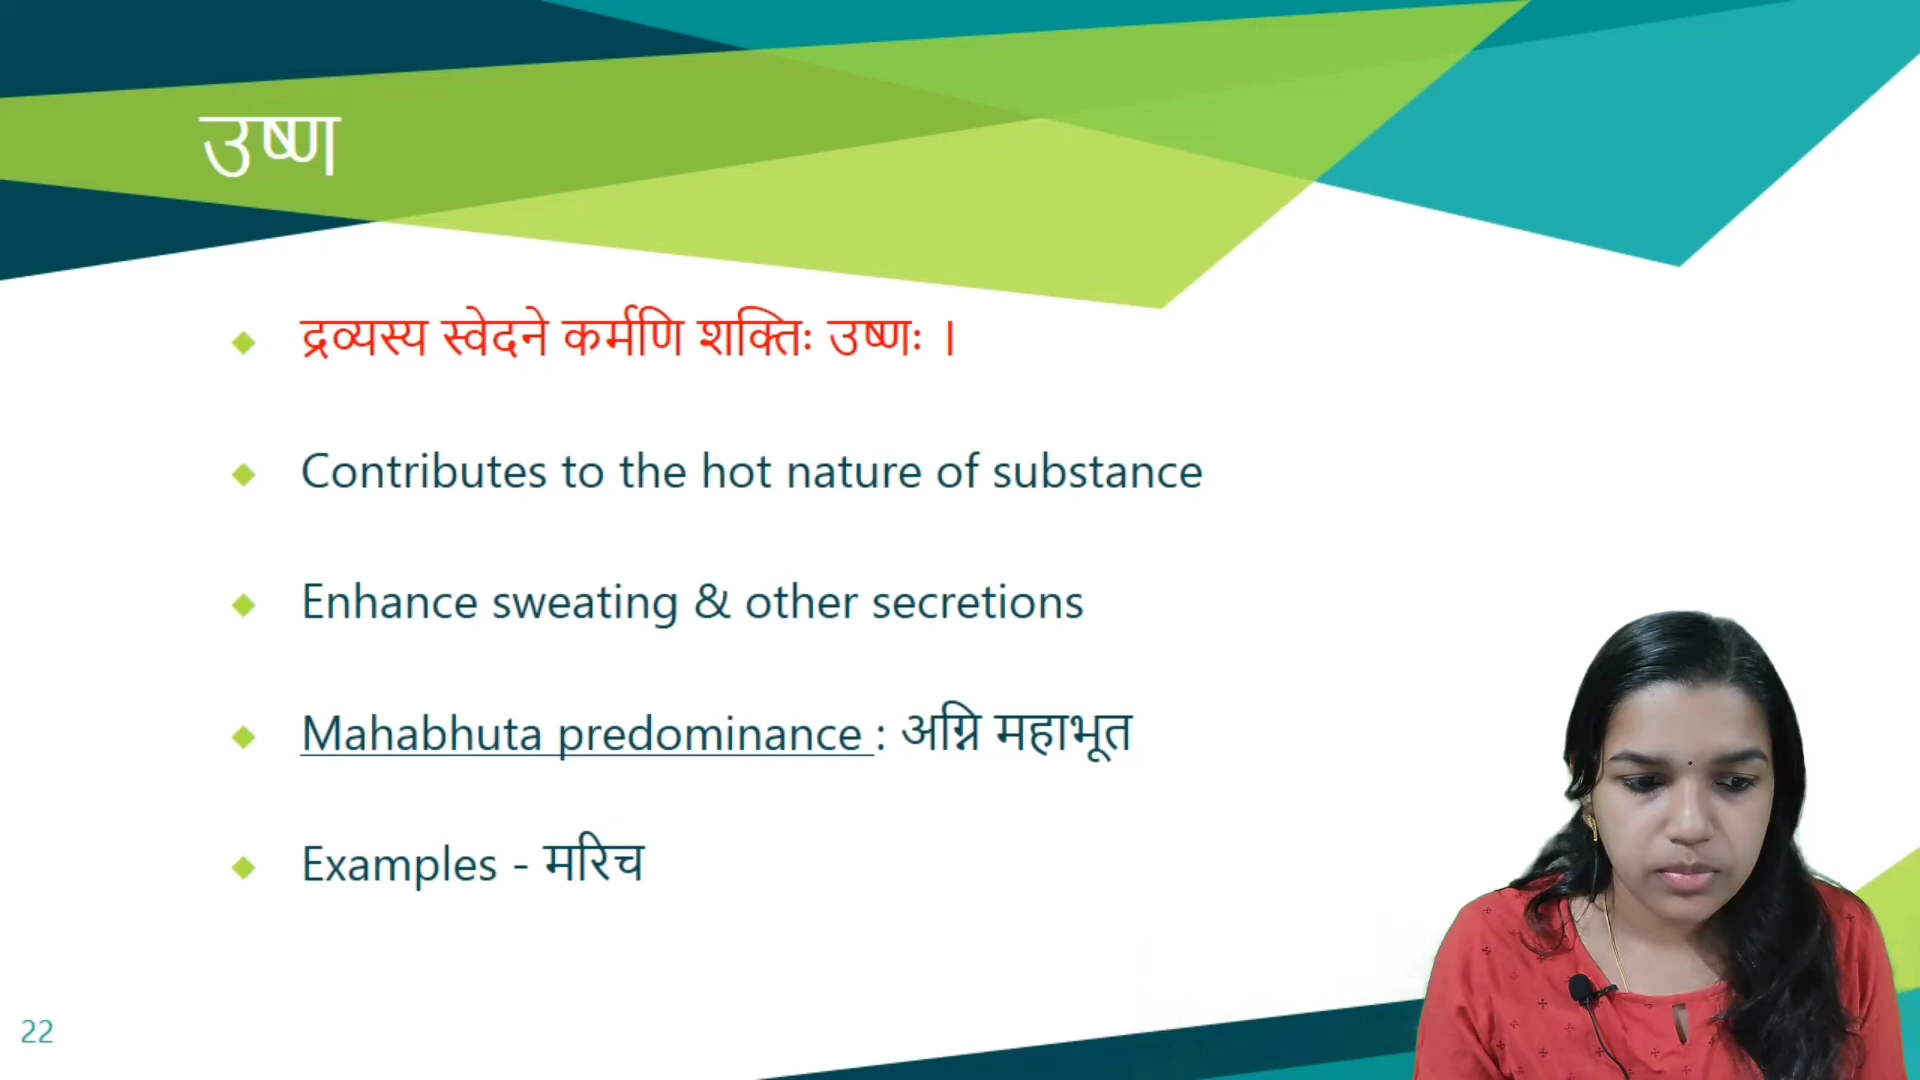 उष्ण
द्रव्यस्य स्वेदने कर्मणि शक्तिः उष्णः ।
Contributes to the hot nature of substance
Enhance sweating & other secretions
Mahabhuta predominance : अग्नि महाभूत
Examples - मरिच
22